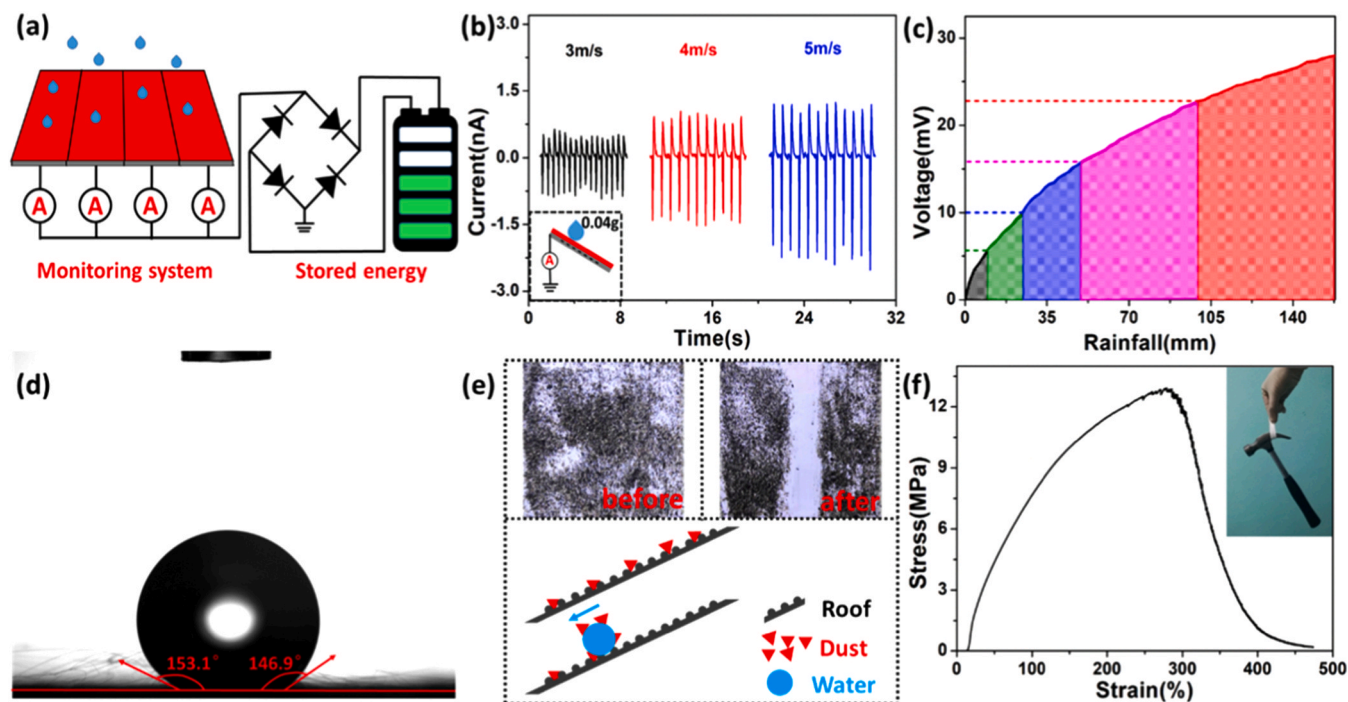 (a)
A A A A
Monitoring system
Stored energy
(b)
Current(nA)
3.0
1.5
0.0
-1.5
-3.0
3m/s
4m/s
5m/s
0.04g
A
0 8 16 24 32
Time(s)
(c)
Voltage(mV)
30
20
10
0
0 35 70 105 140
Rainfall(mm)
(d)
153.1° 146.9°
(e)
before
after
Roof
Dust
Water
(f)
Stress(MPa)
12
9
6
3
0
0 100 200 300 400 500
Strain(%)